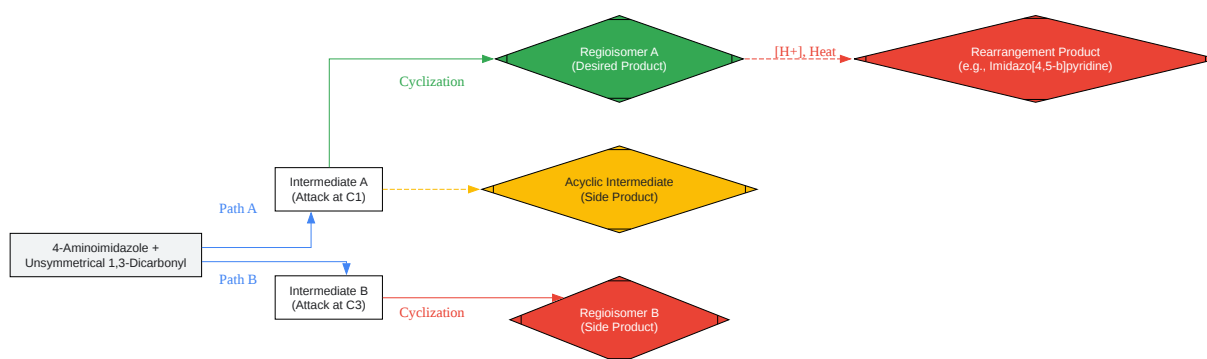 Regioisomer A
(Desired Product)
[H+], Heat
Rearrangement Product
(e.g., Imidazo[4,5-b]pyridine)
Cyclization
Intermediate A
(Attack at C1)
Acyclic Intermediate
(Side Product)
Path A
4-Aminoimidazole +
Unsymmetrical 1,3-Dicarbonyl
Path B
Intermediate B
(Attack at C3)
Cyclization
Regioisomer B
(Side Product)